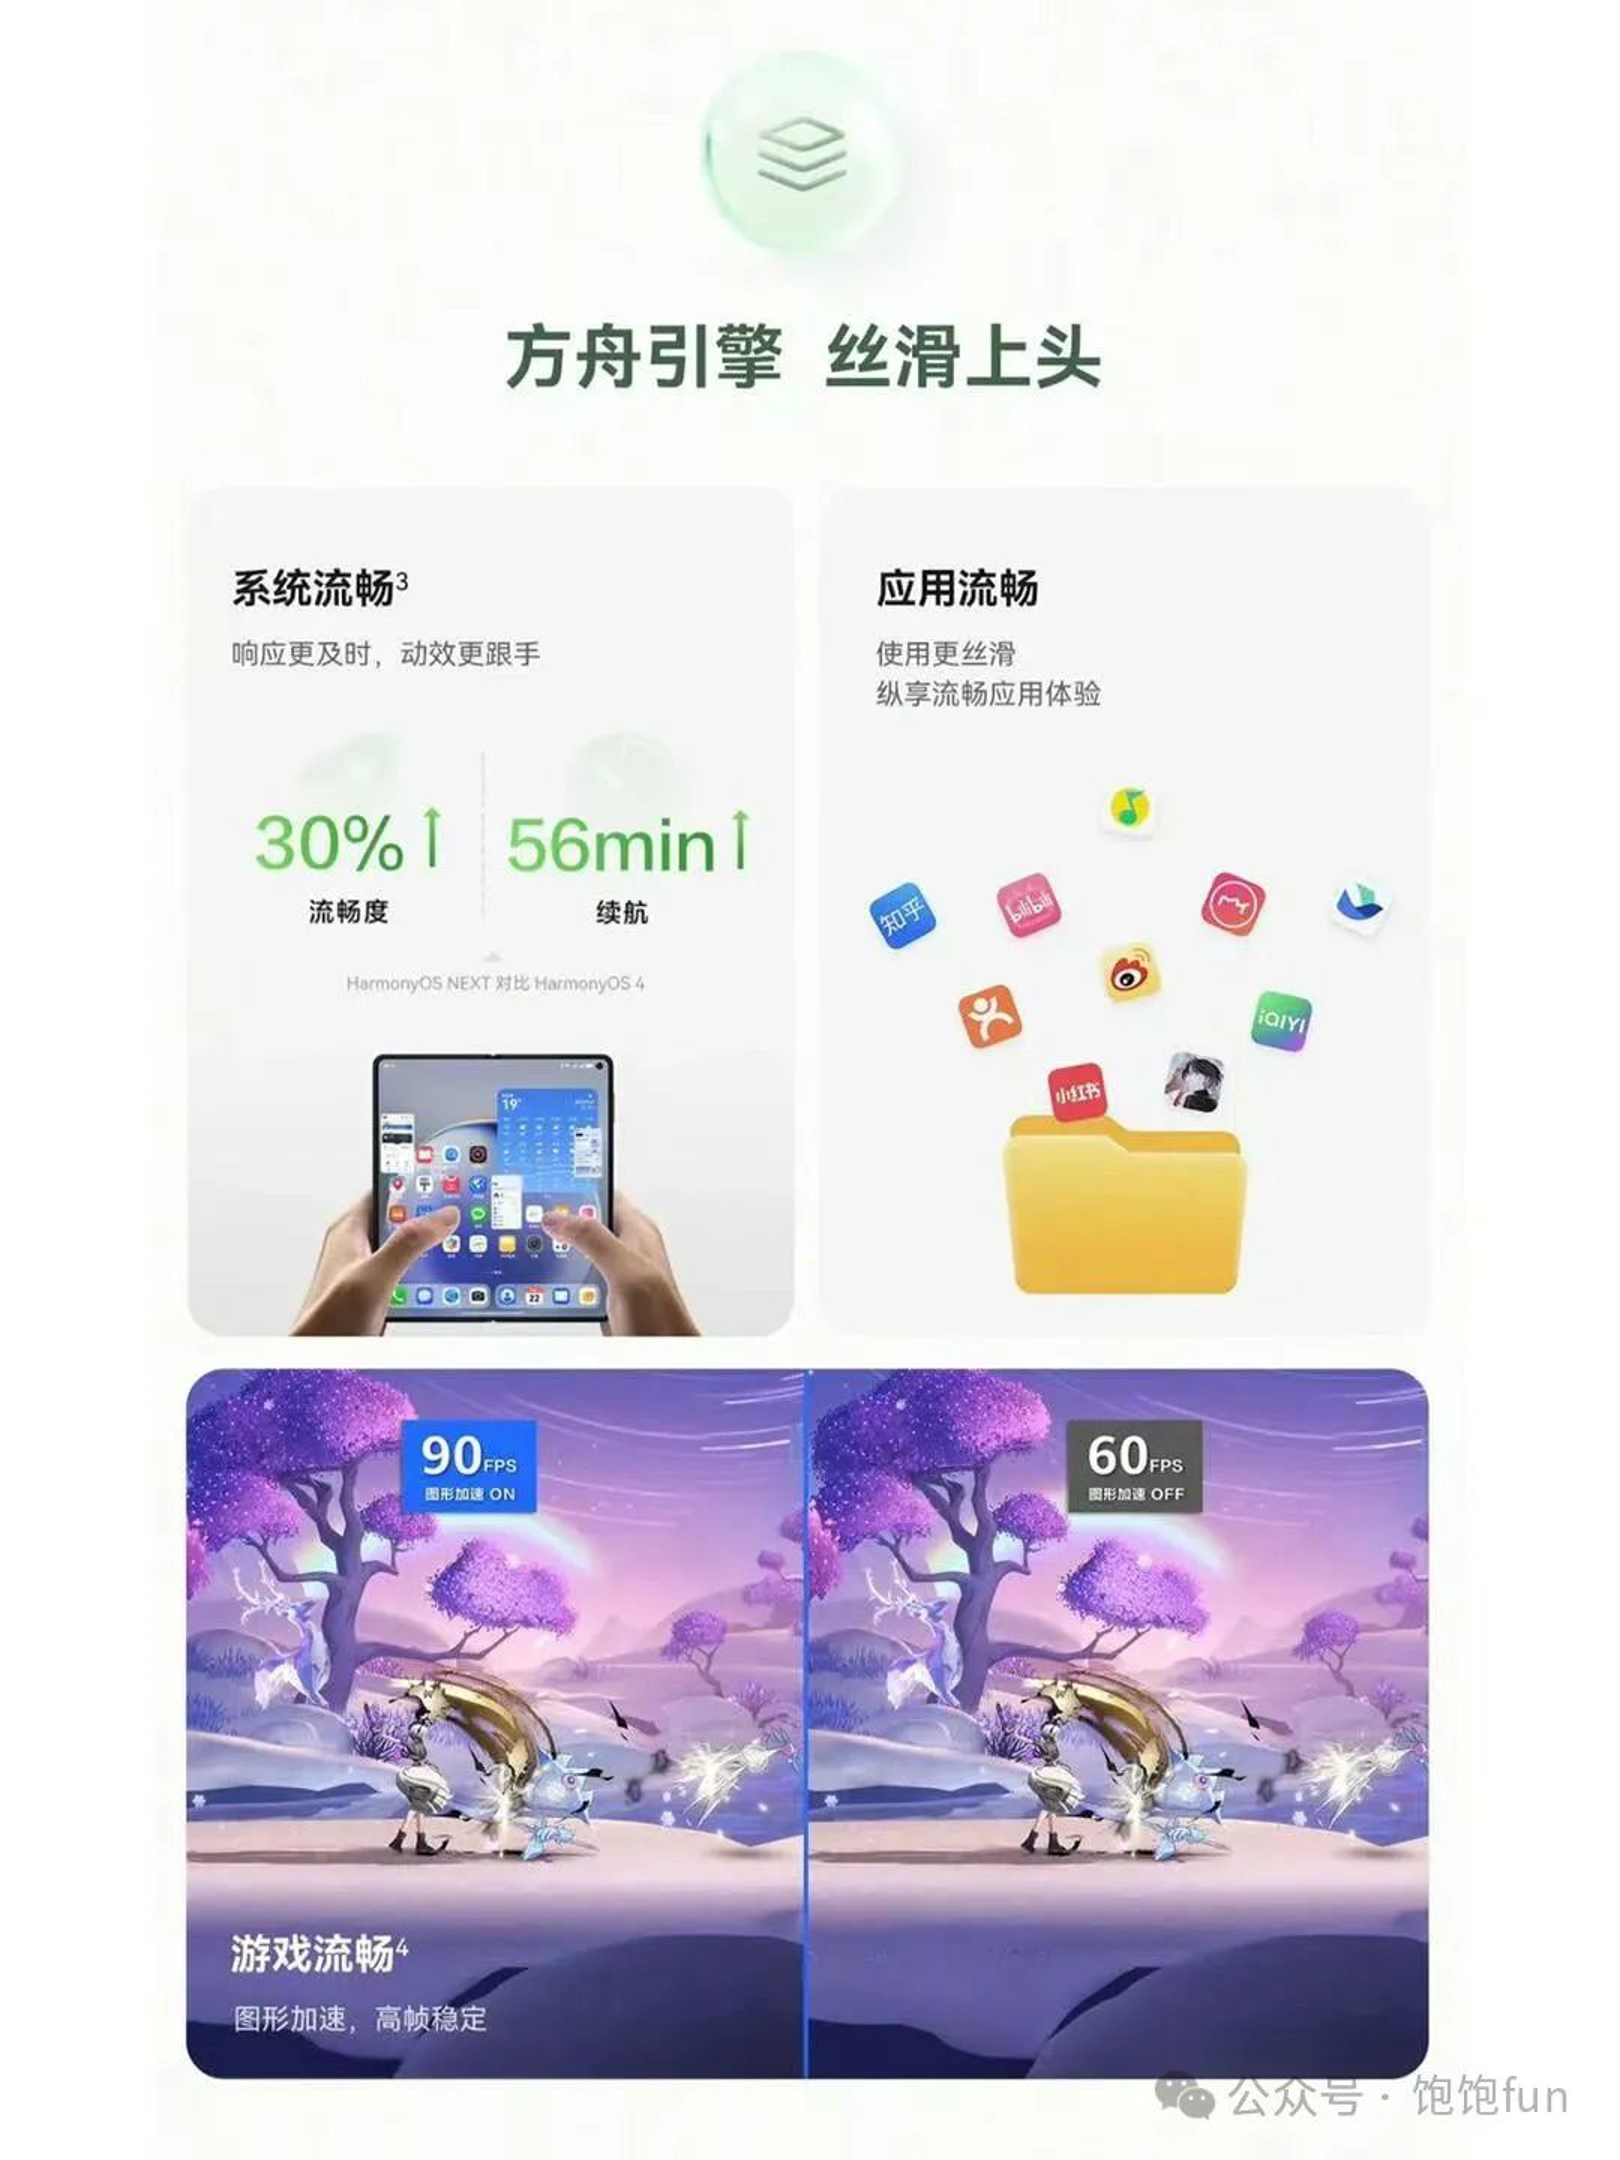 方舟引擎 丝滑上头
系统流畅3
响应更及时，动效更跟手
30%
流畅度
56min
续航
HarmonyOS NEXT 对比 HarmonyOS 4
19°
22
应用流畅
使用更丝滑
纵享流畅应用体验
知乎
bilibili
iQIYI
小红书
90FPS
图形加速 ON
60FPS
图形加速 OFF
游戏流畅4
图形加速，高帧稳定
公众号 · 饱饱fun